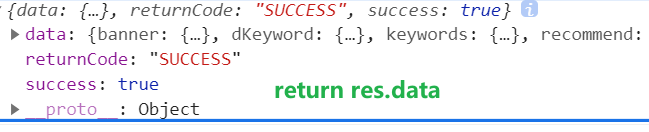 {data: {…}, returnCode: "SUCCESS", success: true} i
▶ data: {banner: {…}, dKeyword: {…}, keywords: {…}, recommend:
returnCode: "SUCCESS"
success: true
▶ __proto__: Object
return res.data